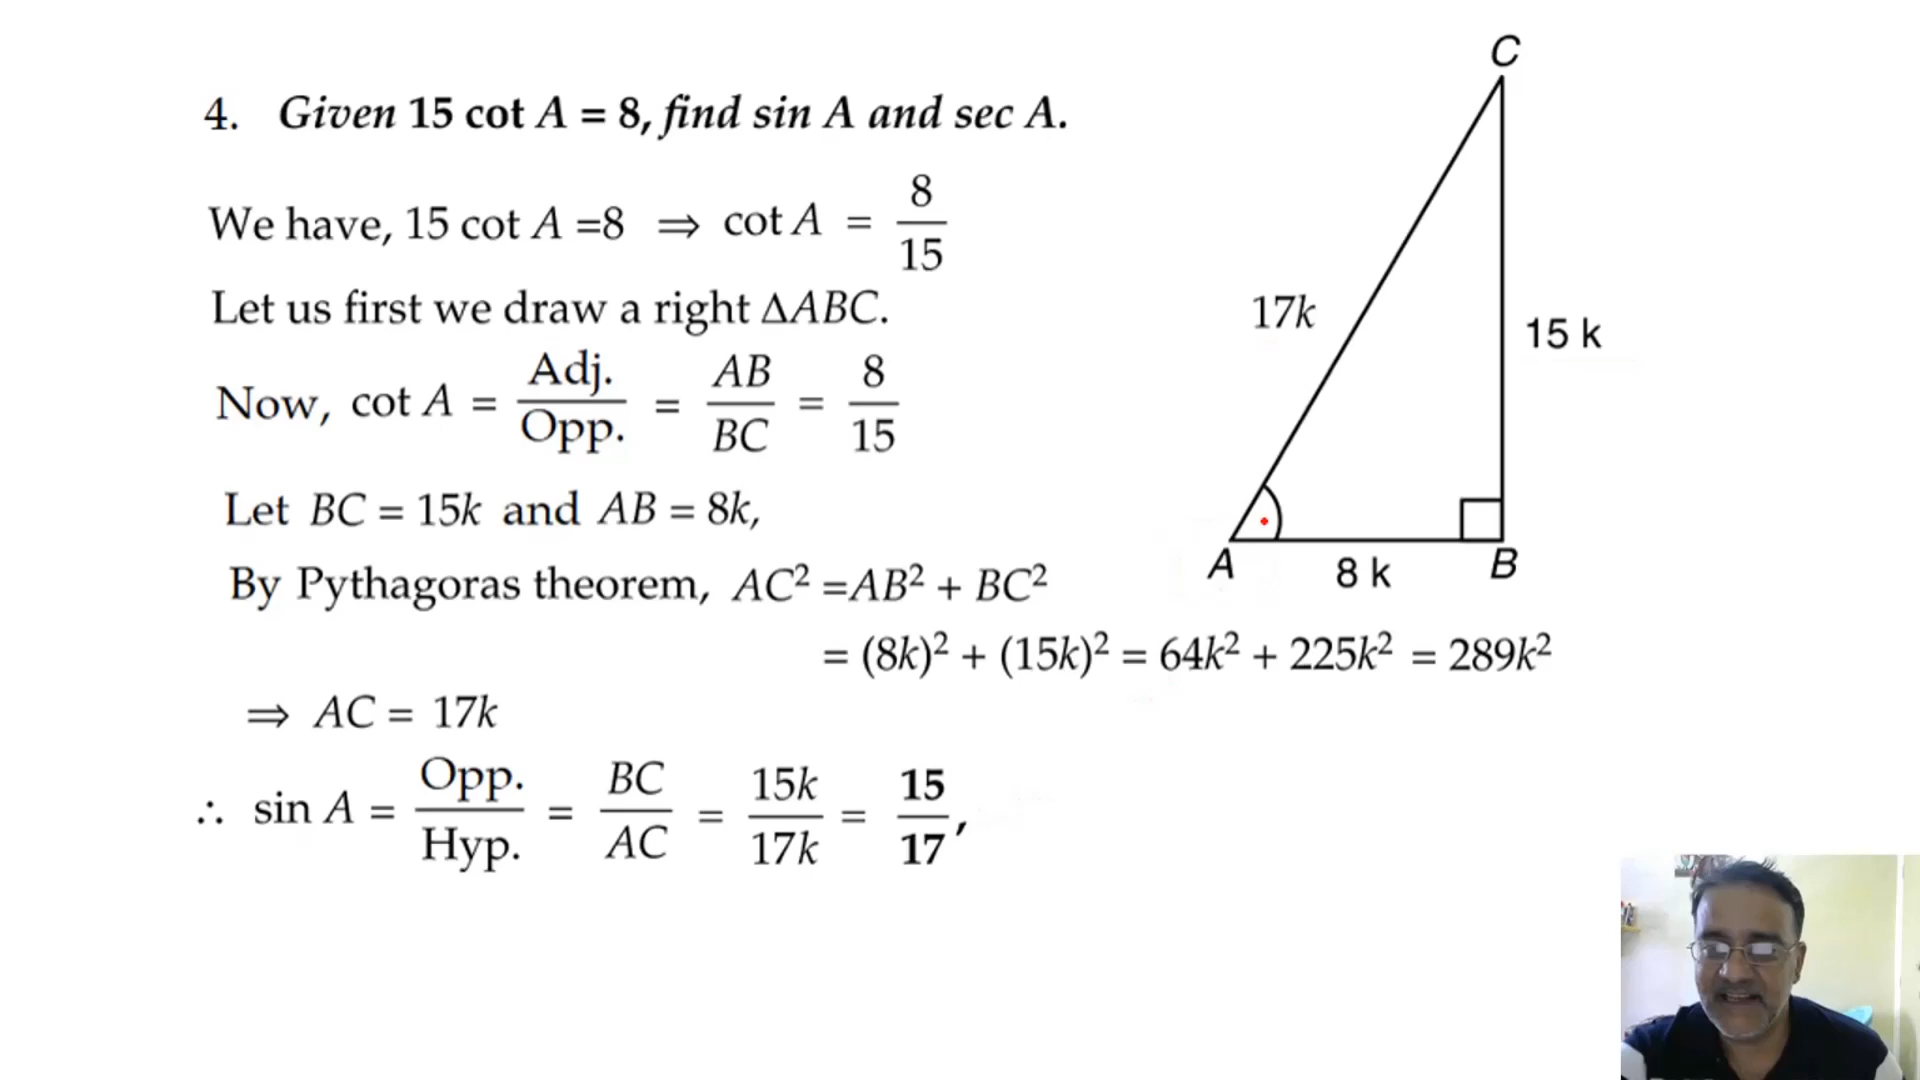 4. Given 15 cot A = 8, find sin A and sec A.
We have, 15 cot A =8 ⇒ cot A = 8/15
Let us first we draw a right ΔABC.
Now, cot A = Adj./Opp. = AB/BC = 8/15
Let BC = 15k and AB = 8k,
By Pythagoras theorem, AC² =AB² + BC²
= (8k)² + (15k)² = 64k² + 225k² = 289k²
⇒ AC = 17k
∴ sin A = Opp./Hyp. = BC/AC = 15k/17k = 15/17,
C
17k
15 k
A
8 k
B